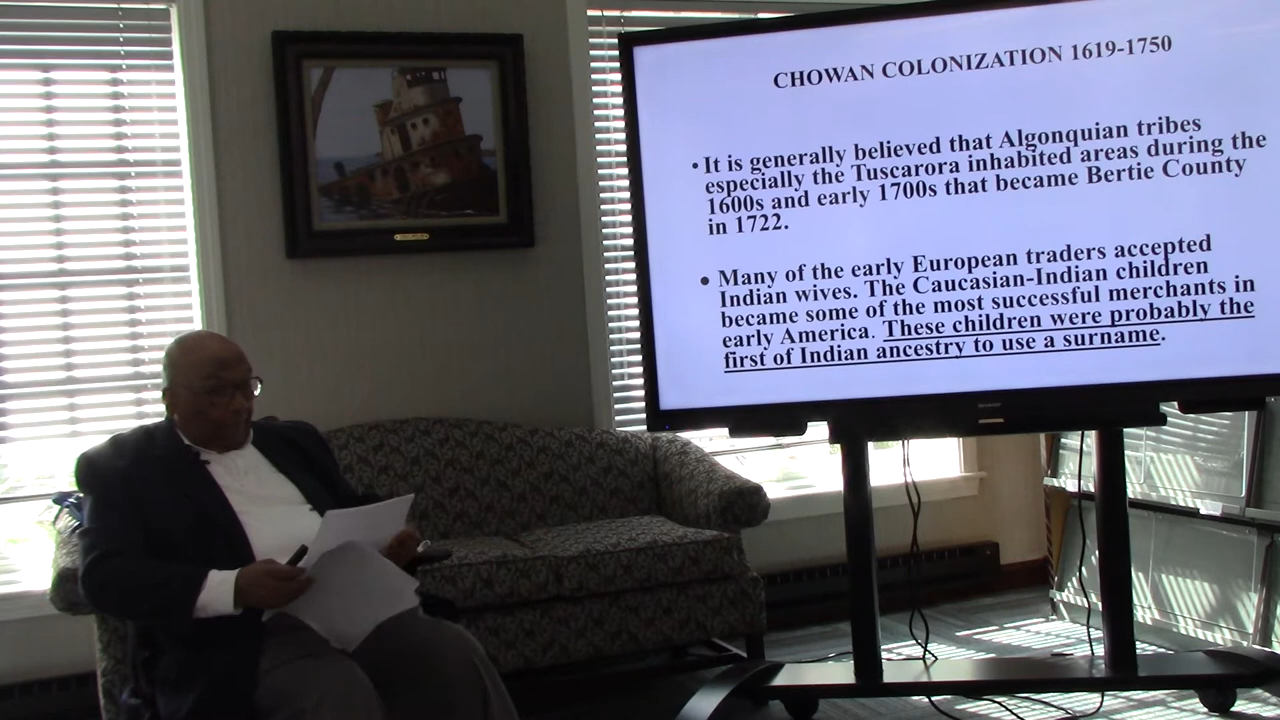 CHOWAN COLONIZATION 1619-1750
• It is generally believed that Algonquian tribes
especially the Tuscarora inhabited areas during the
1600s and early 1700s that became Bertie County
in 1722.
• Many of the early European traders accepted
Indian wives. The Caucasian-Indian children
became some of the most successful merchants in
early America. These children were probably the
first of Indian ancestry to use a surname.